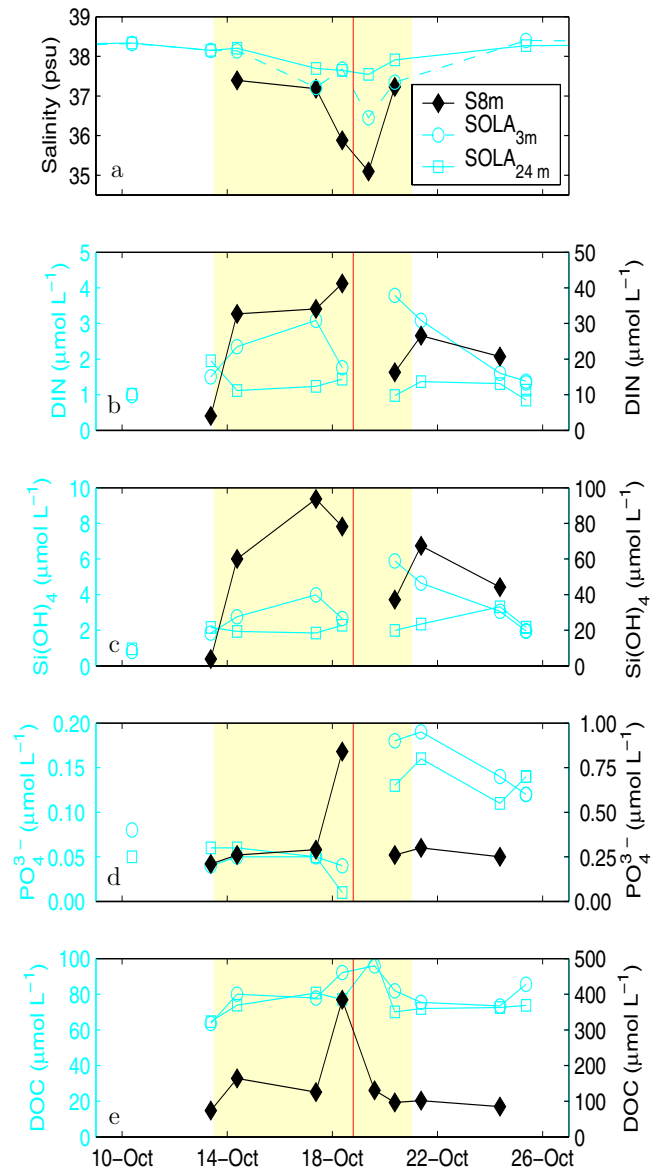 39
38
37
36
35
Salinity (psu)
a
S8m
SOLA3m
SOLA24 m
5
4
3
2
1
0
DIN (μmol L−1)
b
50
40
30
20
10
0
DIN (μmol L−1)
10
8
6
4
2
0
Si(OH)4 (μmol L−1)
c
100
80
60
40
20
0
Si(OH)4 (μmol L−1)
0.20
0.15
0.10
0.05
0.00
PO43− (μmol L−1)
d
1.00
0.75
0.50
0.25
0.00
PO43− (μmol L−1)
100
80
60
40
20
0
DOC (μmol L−1)
e
500
400
300
200
100
0
DOC (μmol L−1)
10−Oct 14−Oct 18−Oct 22−Oct 26−Oct